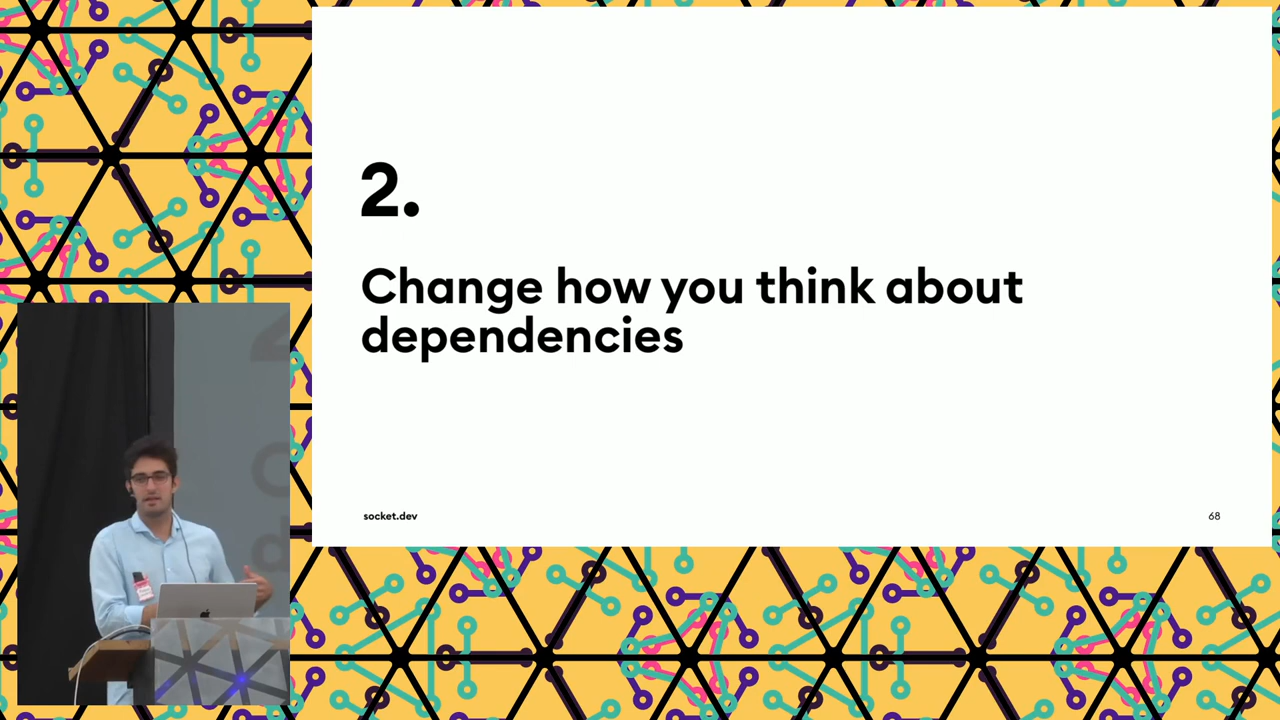 2.
Change how you think about
dependencies
socket.dev
68